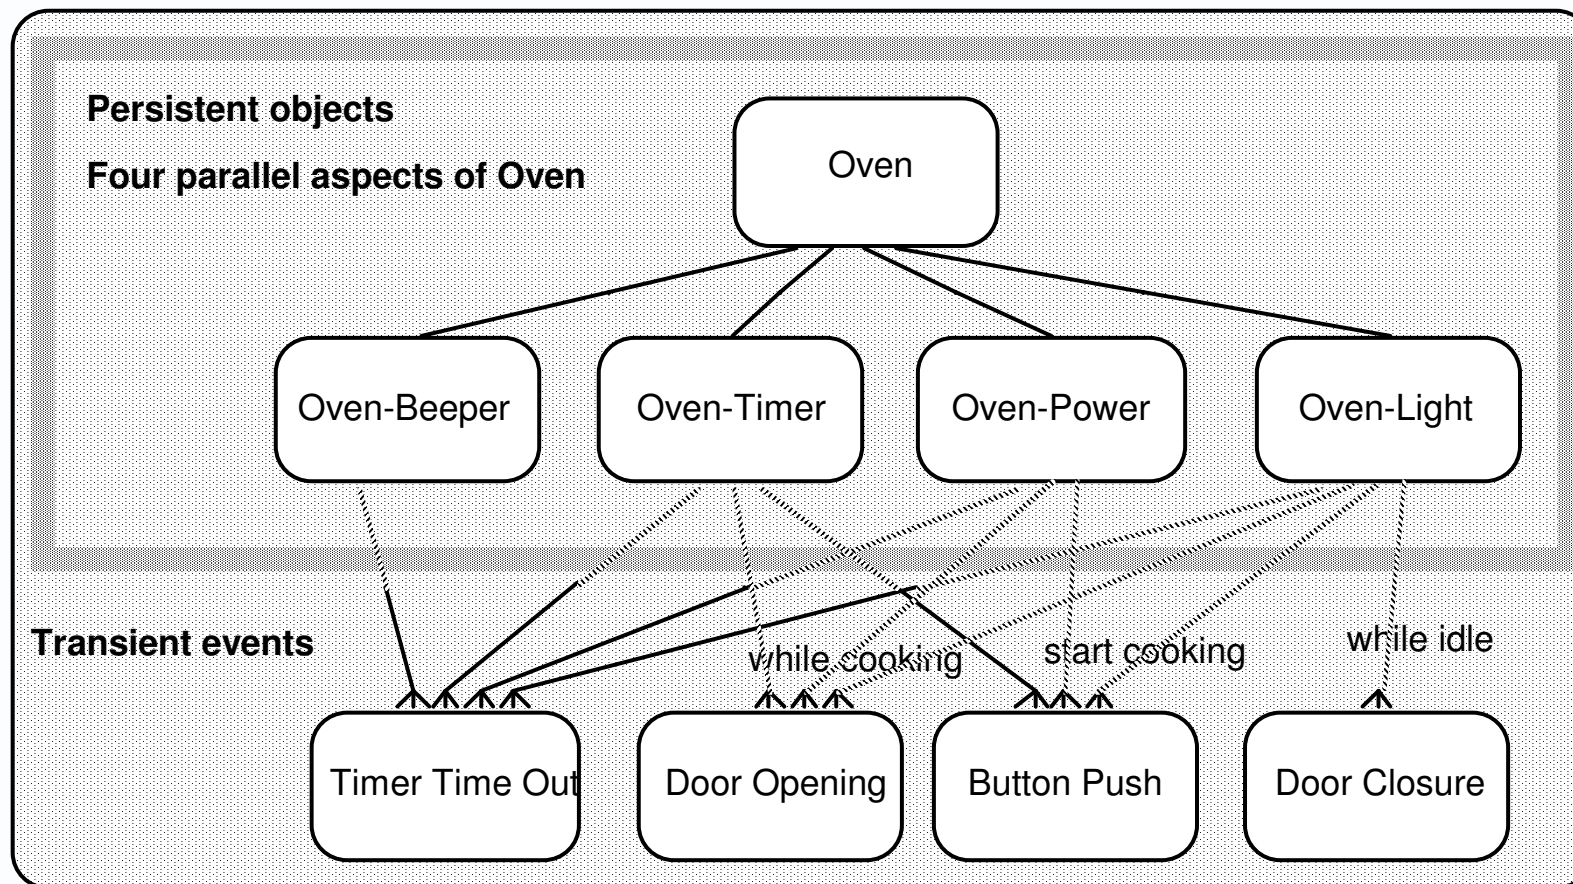 Persistent objects
Four parallel aspects of Oven
Oven
Oven-Beeper
Oven-Timer
Oven-Power
Oven-Light
Transient events
while cooking
start cooking
while idle
Timer Time Out
Door Opening
Button Push
Door Closure